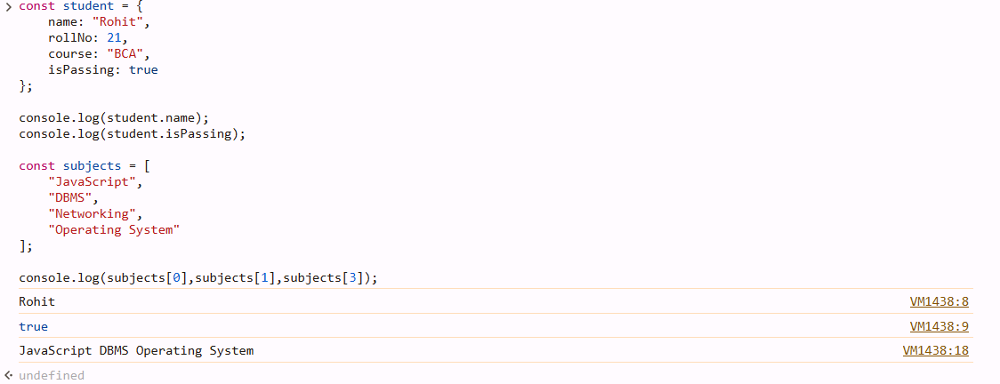 const student = {
    name: "Rohit",
    rollNo: 21,
    course: "BCA",
    isPassing: true
};

console.log(student.name);
console.log(student.isPassing);

const subjects = [
    "JavaScript",
    "DBMS",
    "Networking",
    "Operating System"
];

console.log(subjects[0],subjects[1],subjects[3]);
Rohit VM1438:8
true VM1438:9
JavaScript DBMS Operating System VM1438:18
undefined